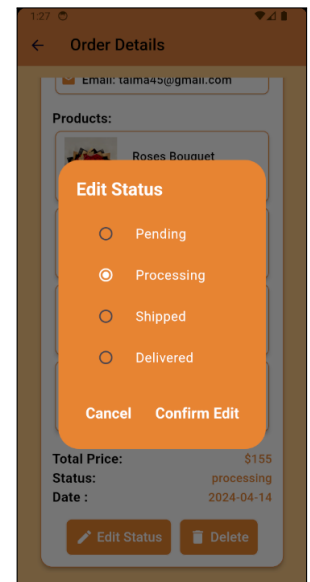 1:27
Order Details
Email: taima45@gmail.com
Products:
Roses Bouquet
Edit Status
Pending
Processing
Shipped
Delivered
Cancel Confirm Edit
Total Price: $155
Status: processing
Date : 2024-04-14
Edit Status Delete